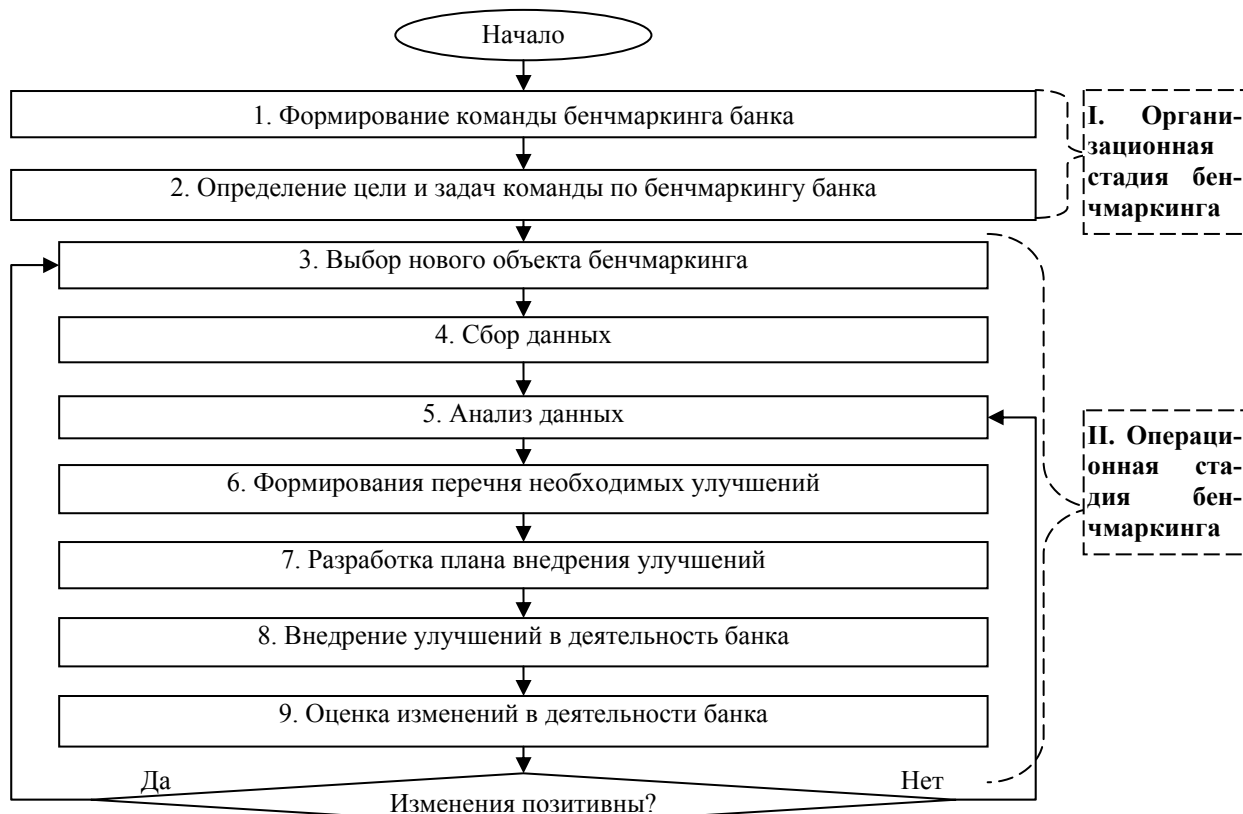 Начало
1. Формирование команды бенчмаркинга банка
I. Органи-
зационная
стадия бен-
чмаркинга
2. Определение цели и задач команды по бенчмаркингу банка
3. Выбор нового объекта бенчмаркинга
4. Сбор данных
5. Анализ данных
II. Операци-
онная ста-
дия бен-
чмаркинга
6. Формирования перечня необходимых улучшений
7. Разработка плана внедрения улучшений
8. Внедрение улучшений в деятельность банка
9. Оценка изменений в деятельности банка
Да
Нет
Изменения позитивны?